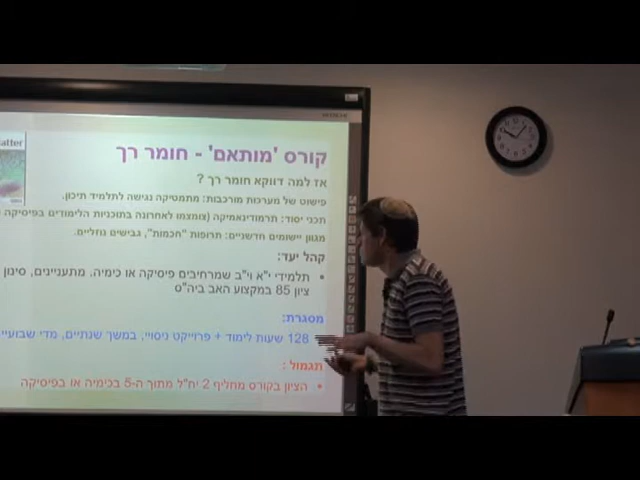 atter
קורס 'מותאם' - חומר רך
אז למה דווקא חומר רך ?
פישוט של מערכות מורכבות: מתמטיקה נגישה לתלמיד תיכון.
תכני יסוד: תרמודינאמיקה (צומצמו לאחרונה בתוכניות הלימודים בפיסיקה
מגוון יישומים חדשניים: תרופות "חכמות", גבישים נוזליים.
קהל יעד:
• תלמידי י"א וי"ב שמרחיבים פיסיקה או כימיה. מתעניינים, סינון
ציון 85 במקצוע האב ביה"ס
מסגרת:
128 שעות לימוד + פרוייקט ניסויי, במשך שנתיים, מדי שבועיי
תגמול :
• הציון בקורס מחליף 2 יח"ל מתוך ה-5 בכימיה או בפיסיקה